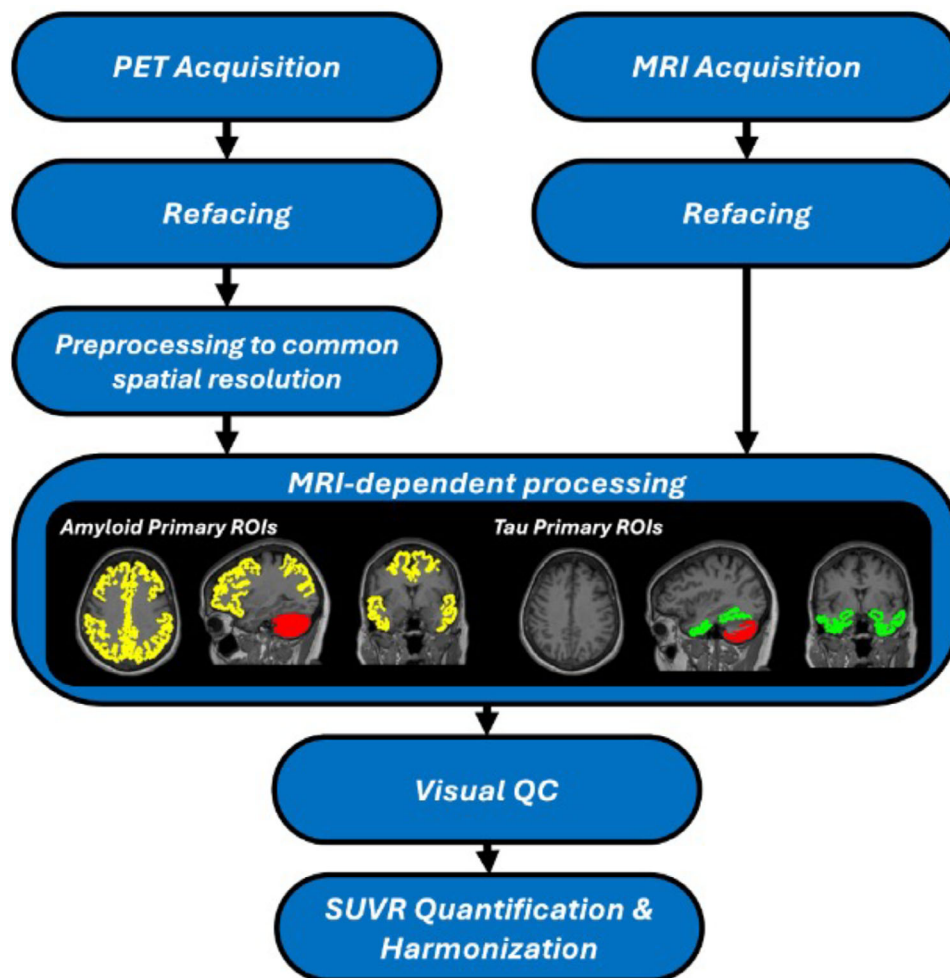 PET Acquisition
MRI Acquisition
Refacing
Refacing
Preprocessing to common
spatial resolution
MRI-dependent processing
Amyloid Primary ROIs
Tau Primary ROIs
Visual QC
SUVR Quantification &
Harmonization